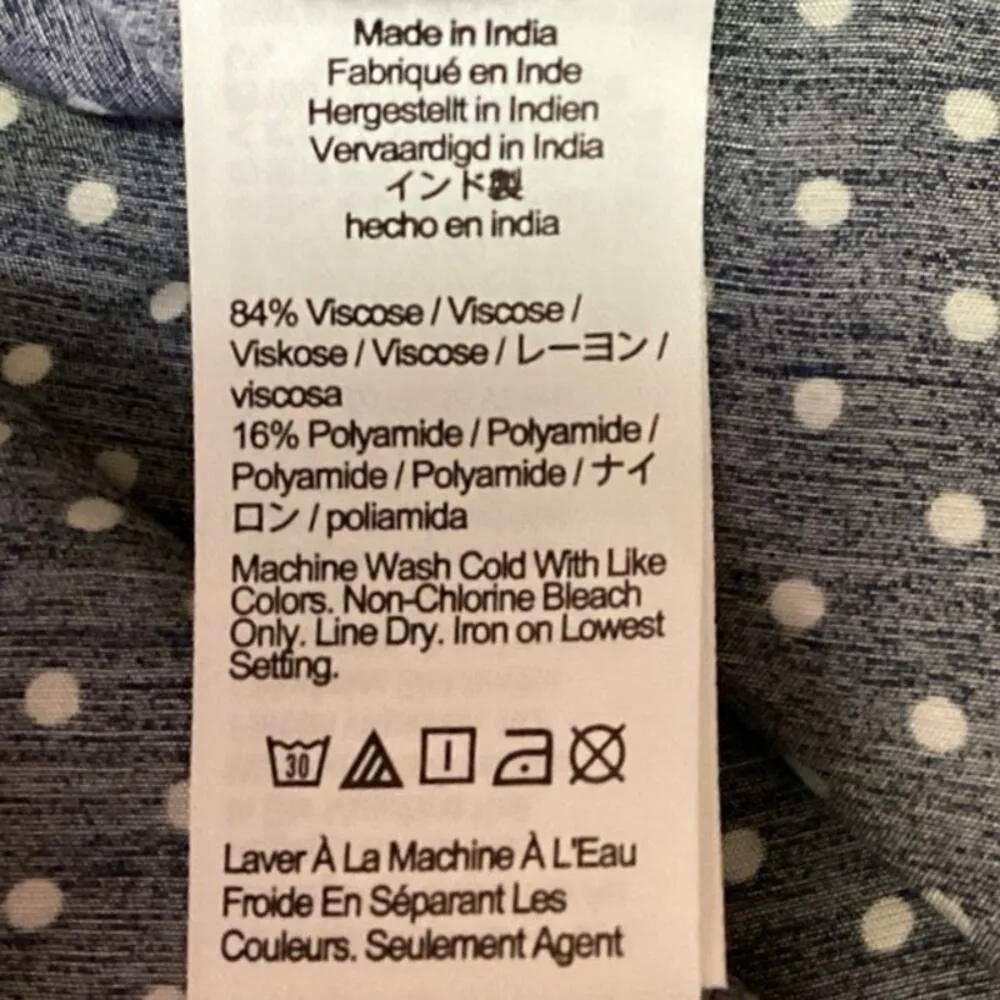 Made in India
Fabriqué en Inde
Hergestellt in Indien
Vervaardigd in India
インド製
hecho en india
84% Viscose / Viscose /
Viskose / Viscose / レーヨン /
viscosa
16% Polyamide / Polyamide /
Polyamide / Polyamide / ナイ
ロン / poliamida
Machine Wash Cold With Like
Colors. Non-Chlorine Bleach
Only. Line Dry. Iron on Lowest
Setting.
30
Laver À La Machine À L'Eau
Froide En Séparant Les
Couleurs. Seulement Agent